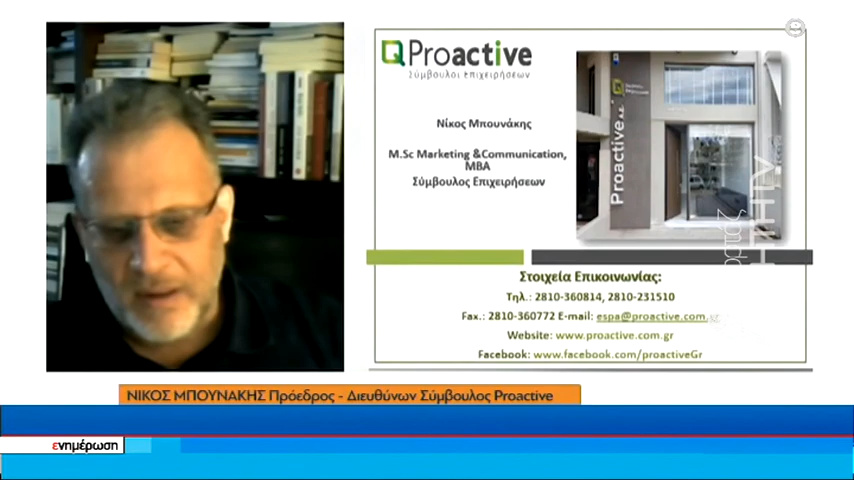 Proactive
Σύμβουλοι Επιχειρήσεων
Νίκος Μπουνάκης
M.Sc Marketing &Communication,
MBA
Σύμβουλος Επιχειρήσεων
Proactive
Στοιχεία Επικοινωνίας:
Τηλ.: 2810-360814, 2810-231510
Fax.: 2810-360772 E-mail: espa@proactive.com.gr
Website: www.proactive.com.gr
Facebook: www.facebook.com/proactiveGr
ΝΙΚΟΣ ΜΠΟΥΝΑΚΗΣ Πρόεδρος - Διευθύνων Σύμβουλος Proactive
ενημέρωση